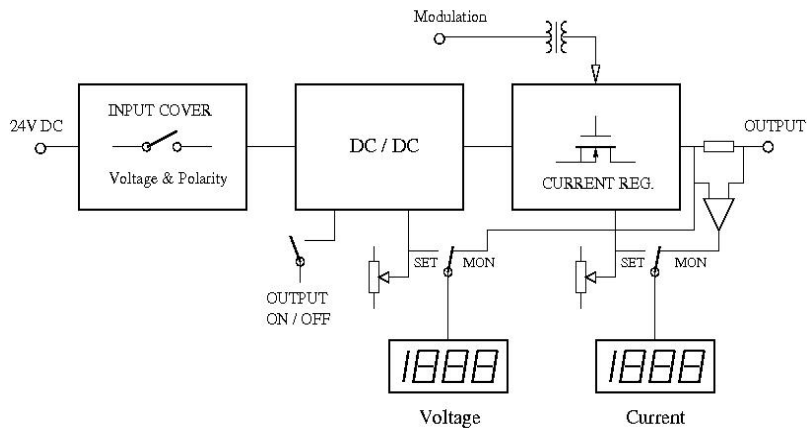 Modulation
24V DC
INPUT COVER
Voltage & Polarity
DC / DC
CURRENT REG.
OUTPUT
SET
MON
SET
MON
OUTPUT
ON / OFF
1888
1888
Voltage
Current